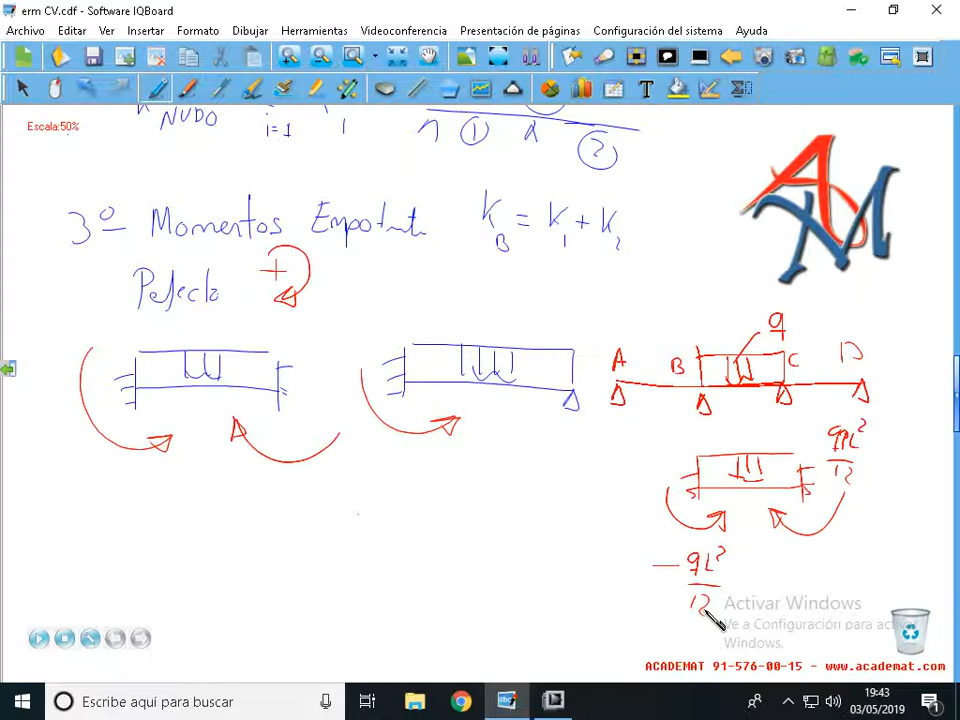 erm CV.cdf - Software IQBoard
Archivo Editar Ver Insertar Formato Dibujar Herramientas Videoconferencia Presentación de páginas Configuración del sistema Ayuda
Escala:50%
NUDO
i=1
1
2
3º Momentos
K_B = K_1 + K_2
+
q
A B C D
qL²
12
- qL²
12
Activar Windows
Ve a Configuración para activ
Windows.
ACADEMAT 91-576-00-15 - www.academat.com
Escribe aquí para buscar
19:43
03/05/2019
1